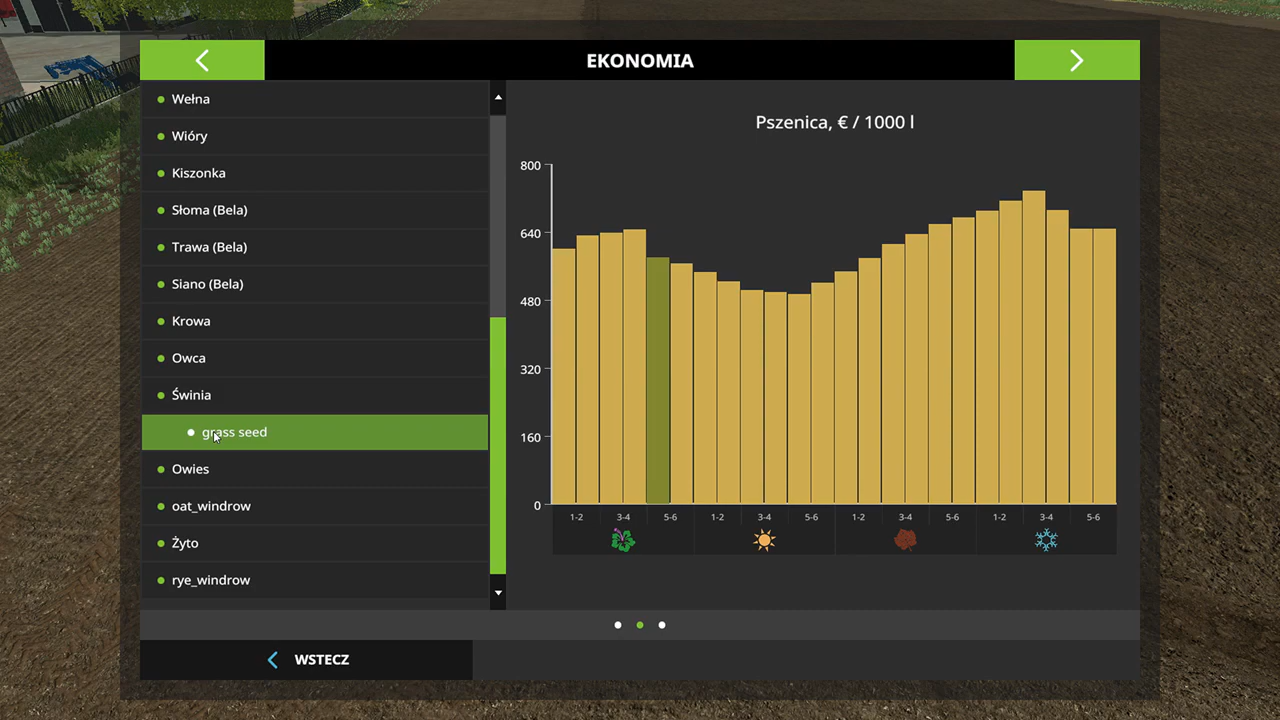 EKONOMIA
Wełna
Wióry
Kiszonka
Słoma (Bela)
Trawa (Bela)
Siano (Bela)
Krowa
Owca
Świnia
grass seed
Owies
oat_windrow
Żyto
rye_windrow
Pszenica, € / 1000 l
800
640
480
320
160
0
1-2 3-4 5-6 1-2 3-4 5-6 1-2 3-4 5-6 1-2 3-4 5-6
WSTECZ